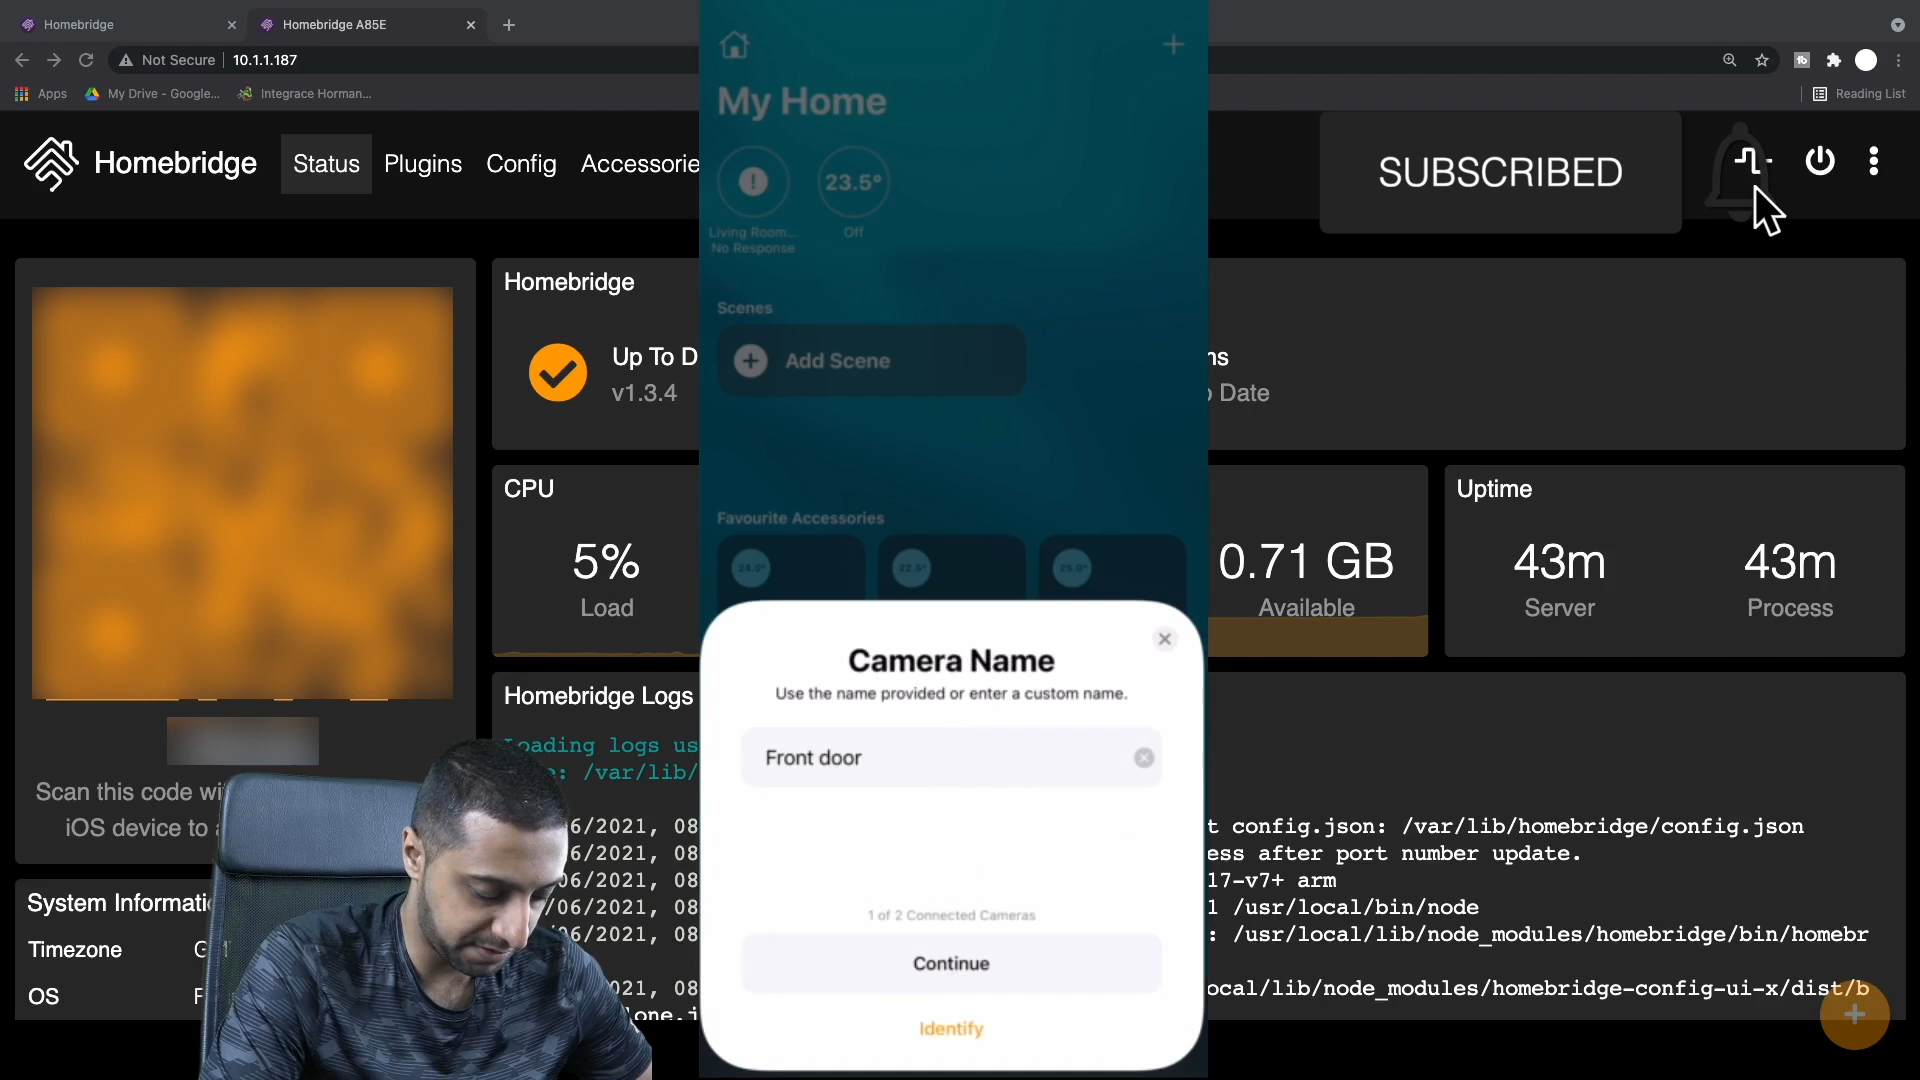 Homebridge
Homebridge A85E
Not Secure
10.1.1.187
Apps
My Drive - Google...
Integrace Horman...
Reading List
Homebridge
Status
Plugins
Config
Accessorie
SUBSCRIBED
My Home
23.5°
Living Room...
No Response
Off
Scenes
Add Scene
Favourite Accessories
24.0°
22.5°
25.0°
Homebridge
Up To D
v1.3.4
ns
Date
CPU
5%
Load
0.71 GB
Available
Uptime
43m
Server
43m
Process
Camera Name
Use the name provided or enter a custom name.
Front door
1 of 2 Connected Cameras
Continue
Identify
Homebridge Logs
Loading logs us
: /var/lib/
6/2021, 08
t config.json: /var/lib/homebridge/config.json
6/2021, 08
ess after port number update.
06/2021, 08
17-v7+ arm
/06/2021, 08
1 /usr/local/bin/node
06/2021, 08
: /usr/local/lib/node_modules/homebridge/bin/homebr
021, 08
ocal/lib/node_modules/homebridge-config-ui-x/dist/b
lone.j
Scan this code wi
iOS device to a
System Informati
Timezone
G
OS